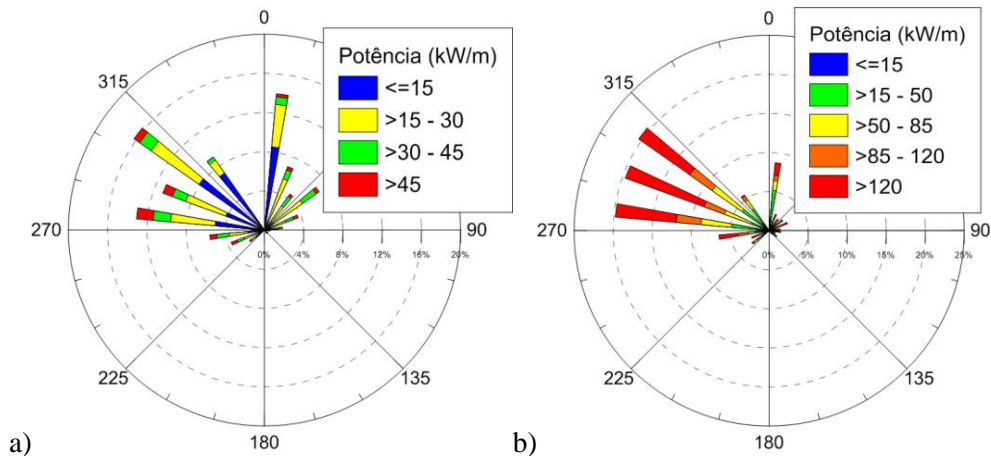 0
Potência (kW/m)
<=15
>15 - 30
>30 - 45
>45
315
270
90
0% 4% 8% 12% 16% 20%
225
135
180
a)
0
Potência (kW/m)
<=15
>15 - 50
>50 - 85
>85 - 120
>120
315
270
90
0% 5% 10% 15% 20% 25%
225
135
180
b)